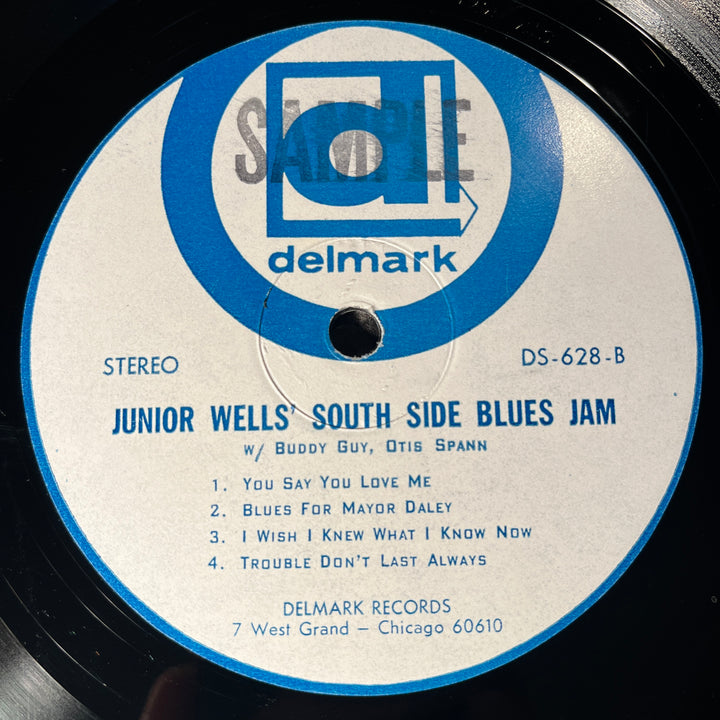 SAMPLE
delmark
STEREO DS-628-B
JUNIOR WELLS' SOUTH SIDE BLUES JAM
W/ BUDDY GUY, OTIS SPANN
1. YOU SAY YOU LOVE ME
2. BLUES FOR MAYOR DALEY
3. I WISH I KNEW WHAT I KNOW NOW
4. TROUBLE DON'T LAST ALWAYS
DELMARK RECORDS
7 West Grand – Chicago 60610